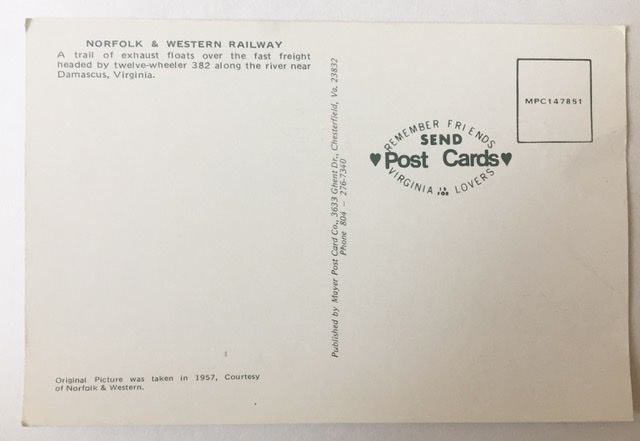 NORFOLK & WESTERN RAILWAY
A trail of exhaust floats over the fast freight
headed by twelve-wheeler 382 along the river near
Damascus, Virginia.
Original Picture was taken in 1957, Courtesy
of Norfolk & Western.
Published by Mayer Post Card Co., 3633 Ghent Dr., Chesterfield, Va. 23832
Phone 804 – 276-7340
REMEMBER FRIENDS
SEND
♥Post Cards♥
VIRGINIA IS FOR LOVERS
MPC147851